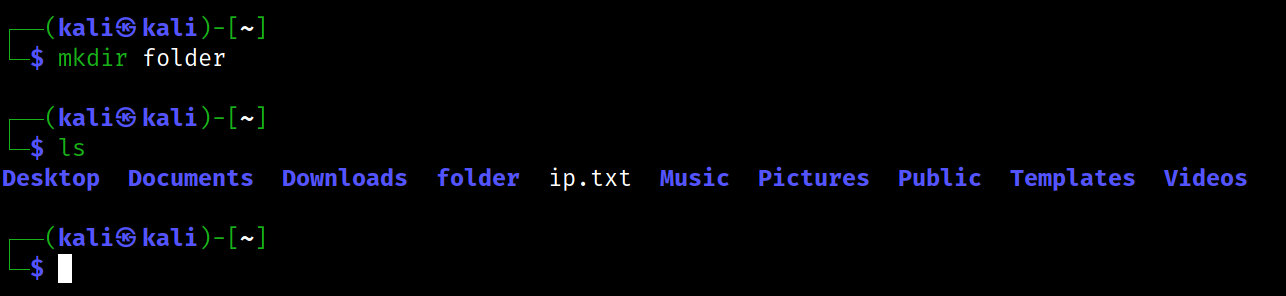 ┌──(kali㉿kali)-[~]
└─$ mkdir folder
┌──(kali㉿kali)-[~]
└─$ ls
Desktop  Documents  Downloads  folder  ip.txt  Music  Pictures  Public  Templates  Videos
┌──(kali㉿kali)-[~]
└─$